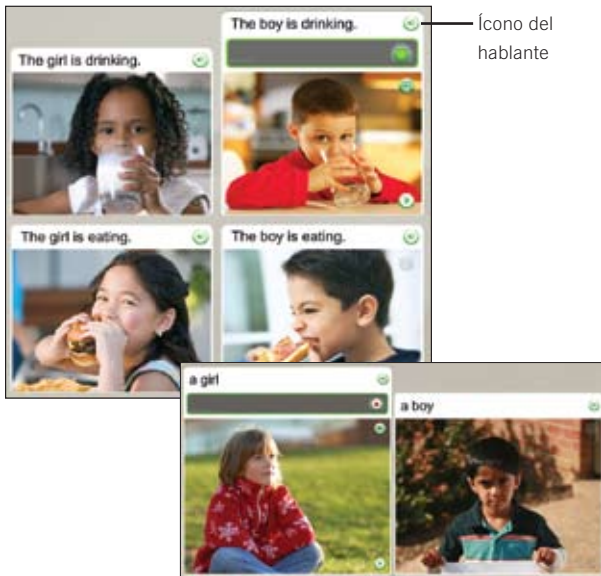 The boy is drinking.
Ícono del
hablante
The girl is drinking.
The girl is eating.
The boy is eating.
a girl
a boy